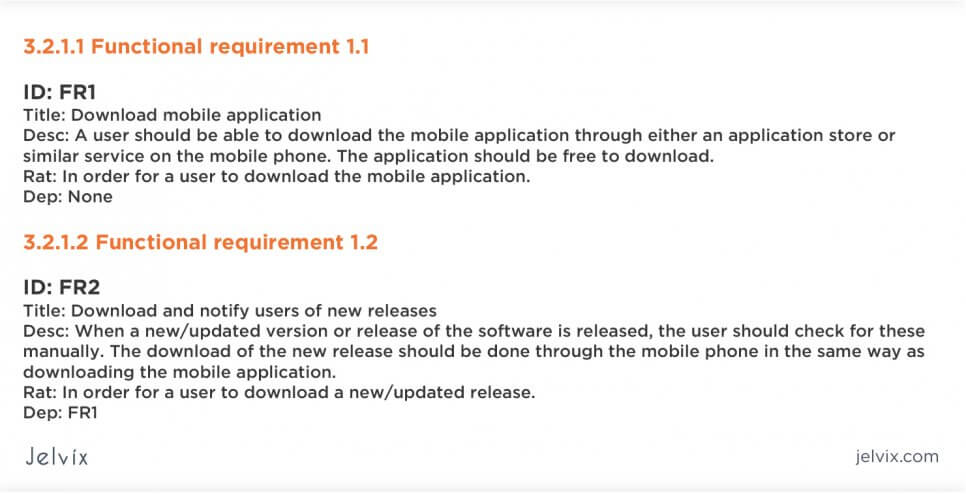 3.2.1.1 Functional requirement 1.1
ID: FR1
Title: Download mobile application
Desc: A user should be able to download the mobile application through either an application store or
similar service on the mobile phone. The application should be free to download.
Rat: In order for a user to download the mobile application.
Dep: None
3.2.1.2 Functional requirement 1.2
ID: FR2
Title: Download and notify users of new releases
Desc: When a new/updated version or release of the software is released, the user should check for these
manually. The download of the new release should be done through the mobile phone in the same way as
downloading the mobile application.
Rat: In order for a user to download a new/updated release.
Dep: FR1
Jelvix
jelvix.com